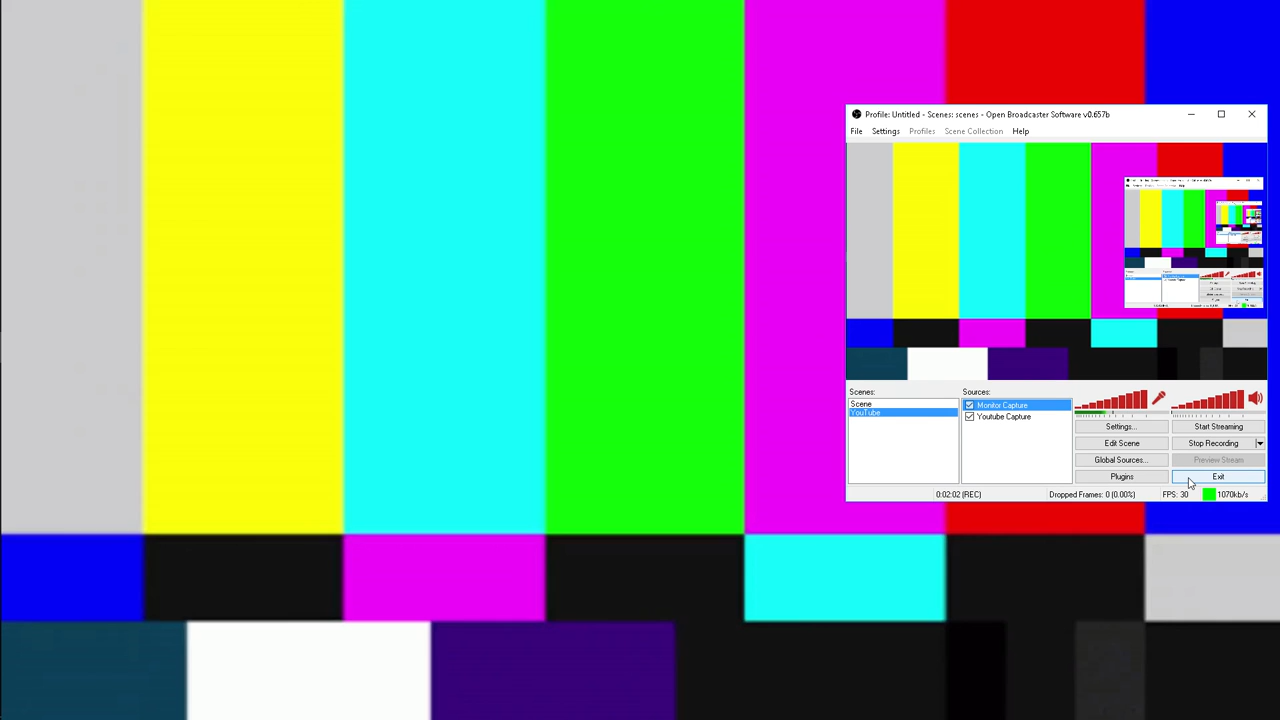 Profile: Untitled - Scenes: scenes - Open Broadcaster Software v0.657b
File Settings Profiles Scene Collection Help
Scenes:
Scene
YouTube
Sources:
Monitor Capture
Youtube Capture
Settings...
Start Streaming
Edit Scene
Stop Recording
Global Sources...
Preview Stream
Plugins
Exit
0:02:02 (REC)
Dropped Frames: 0 (0.00%)
FPS: 30
1070kb/s